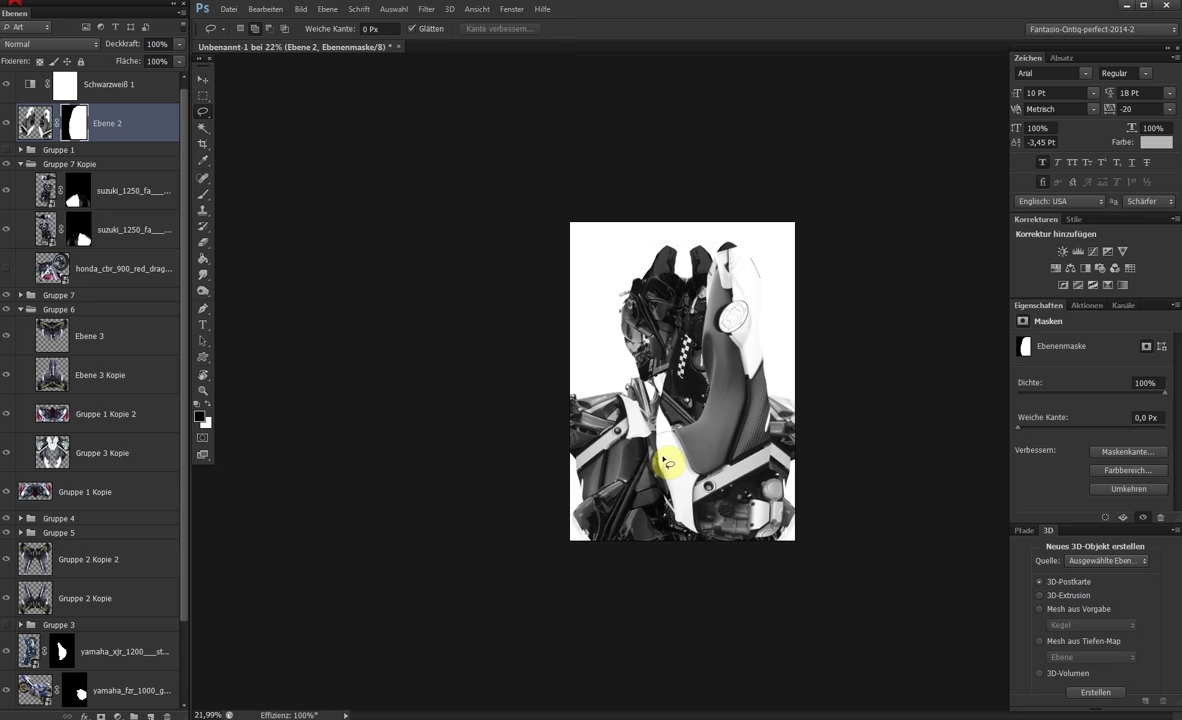 Ps Datei Bearbeiten Bild Ebene Schrift Auswahl Filter 3D Ansicht Fenster Hilfe
Weiche Kante: 0 Px Glätten Kante verbessern... Fantasio-Qntiq-perfect-2014-2
Unbenannt-1 bei 22% (Ebene 2, Ebenenmaske/8) * ×
Ebenen
Art
Normal Deckkraft: 100%
Fixieren: Fläche: 100%
Schwarzweiß 1
Ebene 2
Gruppe 1
Gruppe 7 Kopie
suzuki_1250_fa___...
suzuki_1250_fa___...
honda_cbr_900_red_drag...
Gruppe 7
Gruppe 6
Ebene 3
Ebene 3 Kopie
Gruppe 1 Kopie 2
Gruppe 3 Kopie
Gruppe 1 Kopie
Gruppe 4
Gruppe 5
Gruppe 2 Kopie 2
Gruppe 2 Kopie
Gruppe 3
yamaha_xjr_1200___st...
yamaha_fzr_1000_g...
21,99% Effizienz: 100%*
Zeichen Absatz
Arial Regular
10 Pt 18 Pt
Metrisch -20
100% 100%
-3,45 Pt Farbe:
Englisch: USA Schärfer
Korrekturen Stile
Korrektur hinzufügen
Eigenschaften Aktionen Kanäle
Masken
Ebenenmaske
Dichte: 100%
Weiche Kante: 0,0 Px
Verbessern: Maskenkante...
Farbbereich...
Umkehren
Pfade 3D
Neues 3D-Objekt erstellen
Quelle: Ausgewählte Eben...
3D-Postkarte
3D-Extrusion
Mesh aus Vorgabe
Kegel
Mesh aus Tiefen-Map
Ebene
3D-Volumen
Erstellen